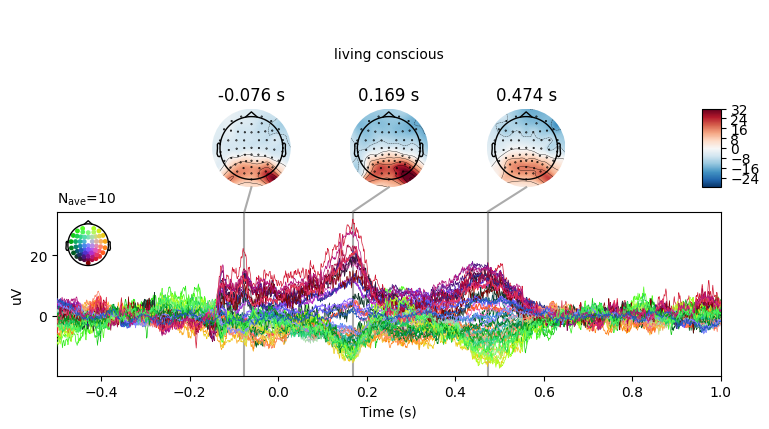 living conscious
-0.076 s 0.169 s 0.474 s
32
24
16
8
0
−8
−16
−24
Nave=10
20
0
uV
−0.4 −0.2 0.0 0.2 0.4 0.6 0.8 1.0
Time (s)